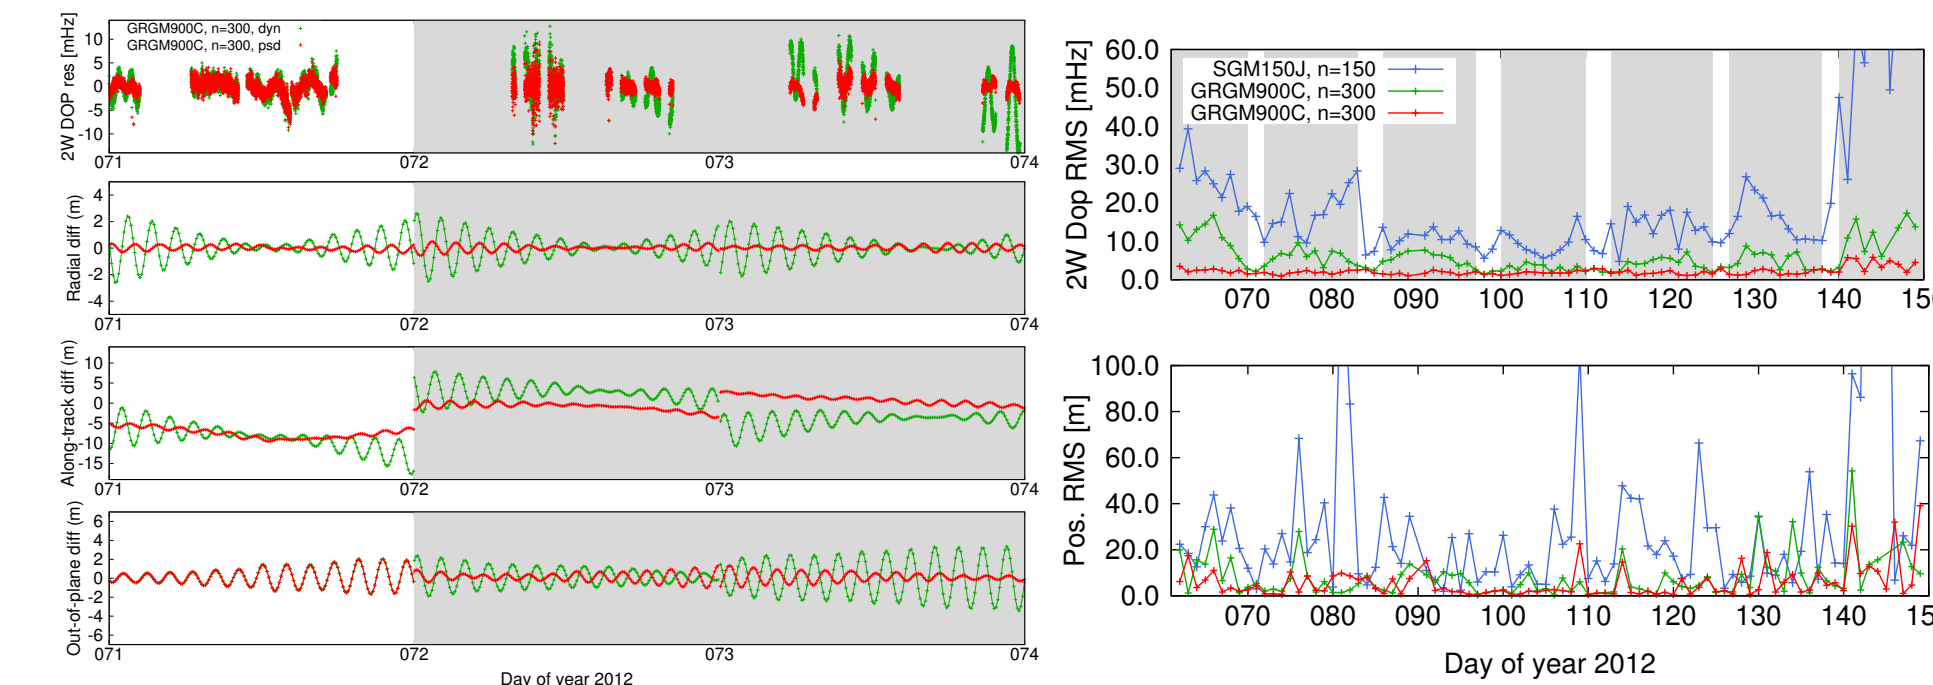 2W DOP res [mHz]
GRGM900C, n=300, dyn
GRGM900C, n=300, psd
10
5
0
-5
-10
071 072 073 074
Radial diff (m)
4
2
0
-2
-4
071 072 073 074
Along-track diff (m)
10
5
0
-5
-10
-15
071 072 073 074
Out-of-plane diff (m)
6
4
2
0
-2
-4
-6
071 072 073 074
Day of year 2012
2W Dop RMS [mHz]
60.0
50.0
40.0
30.0
20.0
10.0
0.0
SGM150J, n=150
GRGM900C, n=300
GRGM900C, n=300
070 080 090 100 110 120 130 140
Pos. RMS [m]
100.0
80.0
60.0
40.0
20.0
0.0
070 080 090 100 110 120 130 140
Day of year 2012